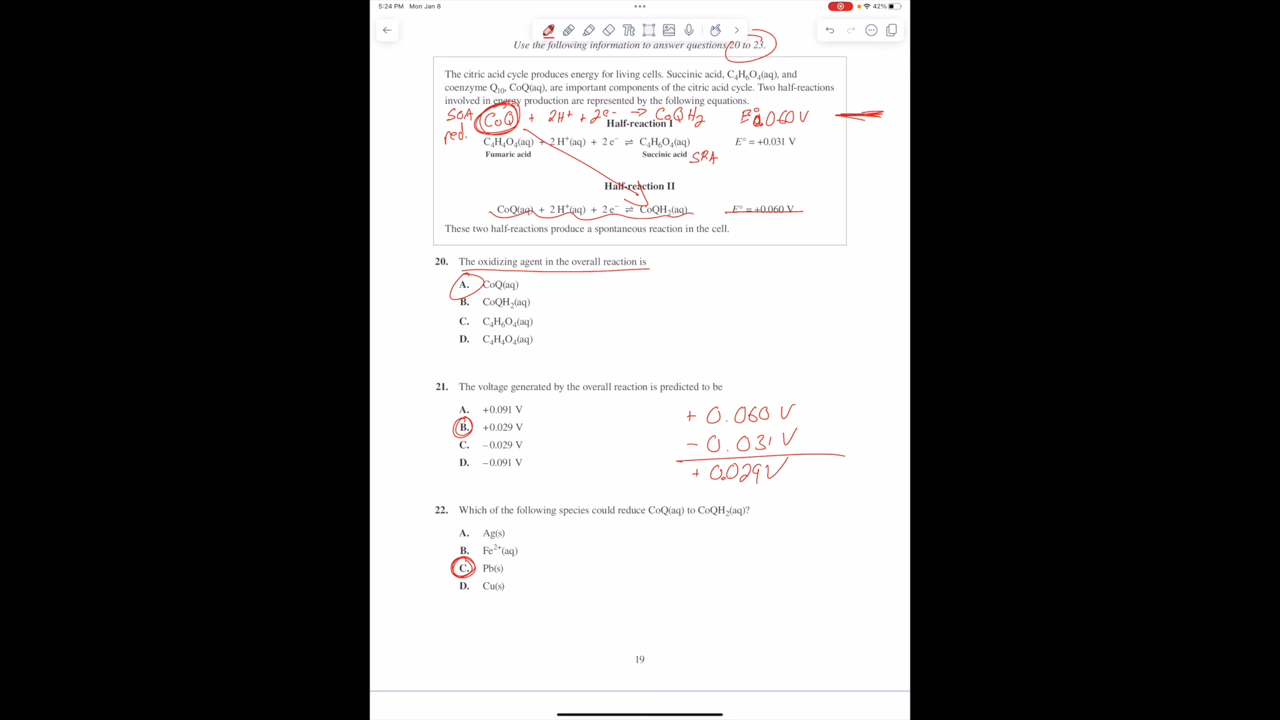 5:24 PM Mon Jan 8
42%
Use the following information to answer questions 20 to 23.
The citric acid cycle produces energy for living cells. Succinic acid, C₄H₆O₄(aq), and
coenzyme Q₁₀, CoQ(aq), are important components of the citric acid cycle. Two half-reactions
involved in energy production are represented by the following equations.
SOA CoQ + 2H⁺ + 2e⁻ → CoQH₂ E° 0.060 V
red.
Half-reaction I
C₄H₄O₄(aq) + 2 H⁺(aq) + 2 e⁻ ⇌ C₄H₆O₄(aq) E° = +0.031 V
Fumaric acid Succinic acid SRA
Half-reaction II
CoQ(aq) + 2 H⁺(aq) + 2 e⁻ ⇌ CoQH₂(aq) E° = +0.060 V
These two half-reactions produce a spontaneous reaction in the cell.
20. The oxidizing agent in the overall reaction is
A. CoQ(aq)
B. CoQH₂(aq)
C. C₄H₆O₄(aq)
D. C₄H₄O₄(aq)
21. The voltage generated by the overall reaction is predicted to be
A. +0.091 V
B. +0.029 V
C. −0.029 V
D. −0.091 V
+ 0.060 V
− 0.031 V
+ 0.029 V
22. Which of the following species could reduce CoQ(aq) to CoQH₂(aq)?
A. Ag(s)
B. Fe²⁺(aq)
C. Pb(s)
D. Cu(s)
19